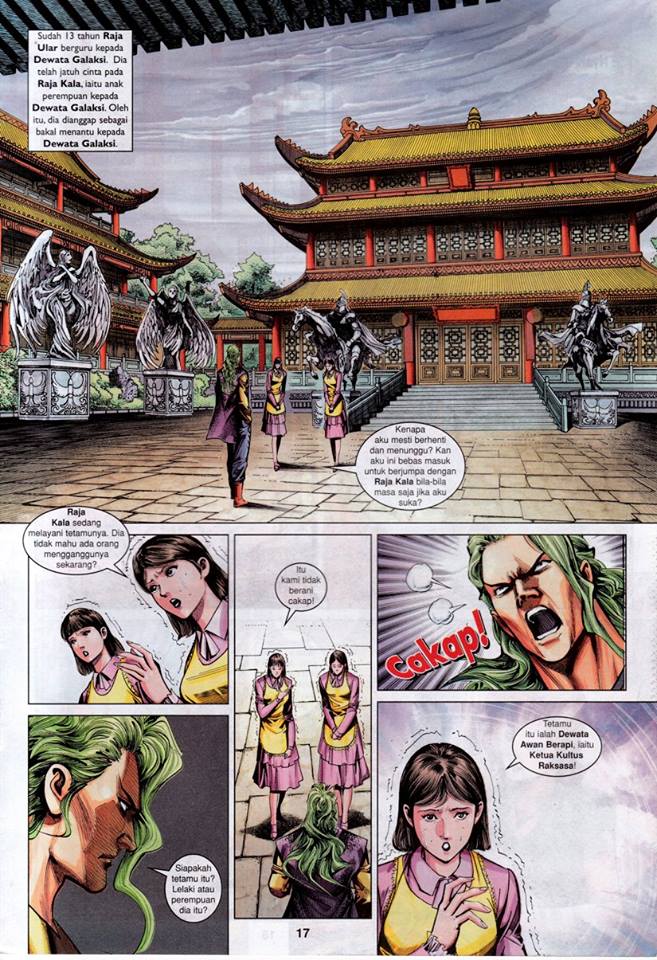 Sudah 13 tahun Raja
Ular berguru kepada
Dewata Galaksi. Dia
telah jatuh cinta pada
Raja Kala, iaitu anak
perempuan kepada
Dewata Galaksi. Oleh
itu, dia dianggap sebagai
bakal menantu kepada
Dewata Galaksi.
Kenapa
aku mesti berhenti
dan menunggu? Kan
aku ini bebas masuk
untuk berjumpa dengan
Raja Kala bila-bila
masa saja jika aku
suka?
Raja
Kala sedang
melayani tetamunya. Dia
tidak mahu ada orang
mengganggunya
sekarang?
Siapakah
tetamu itu?
Lelaki atau
perempuan
dia itu?
Itu
kami tidak
berani
cakap!
Cakap!
Tetamu
itu ialah Dewata
Awan Berapi, iaitu
Ketua Kultus
Raksasa!
17